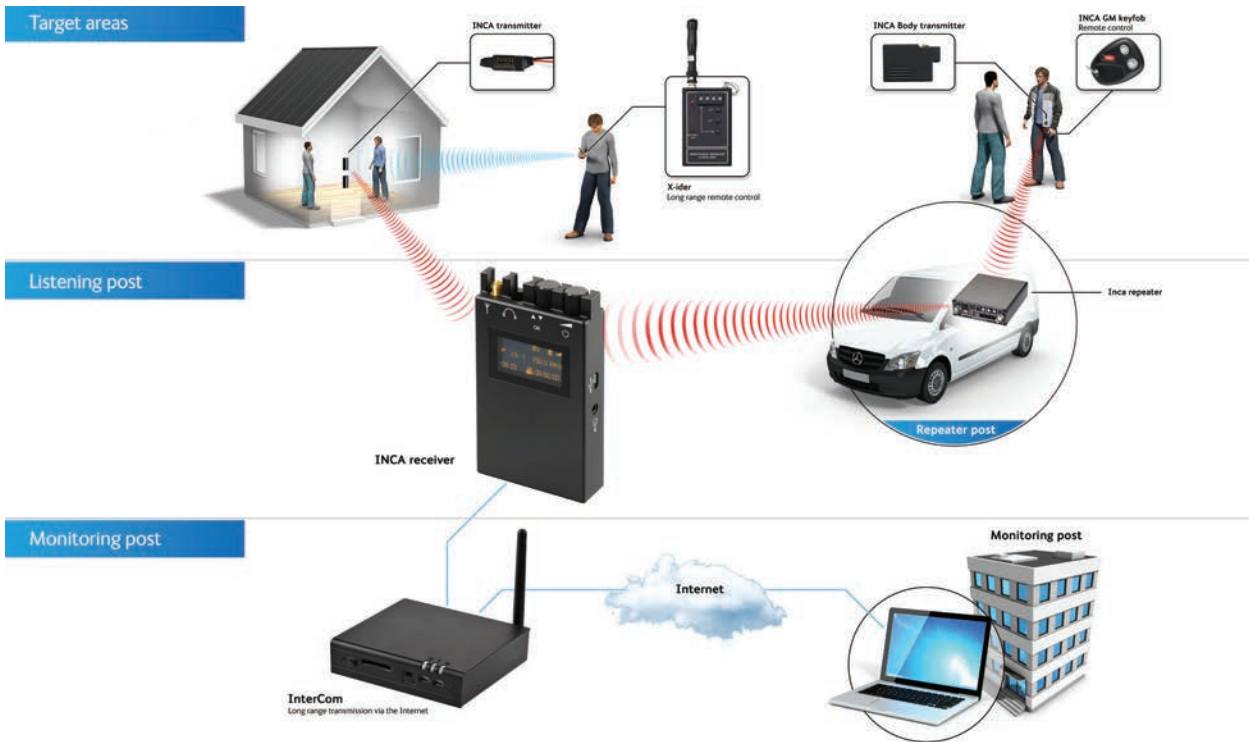 Target areas
INCA transmitter
X-ider
Long range remote control
INCA Body transmitter
INCA GM keyfob
Remote control
Listening post
INCA receiver
OK
Inca repeater
Repeater post
Monitoring post
InterCom
Long range transmission via the Internet
Internet
Monitoring post